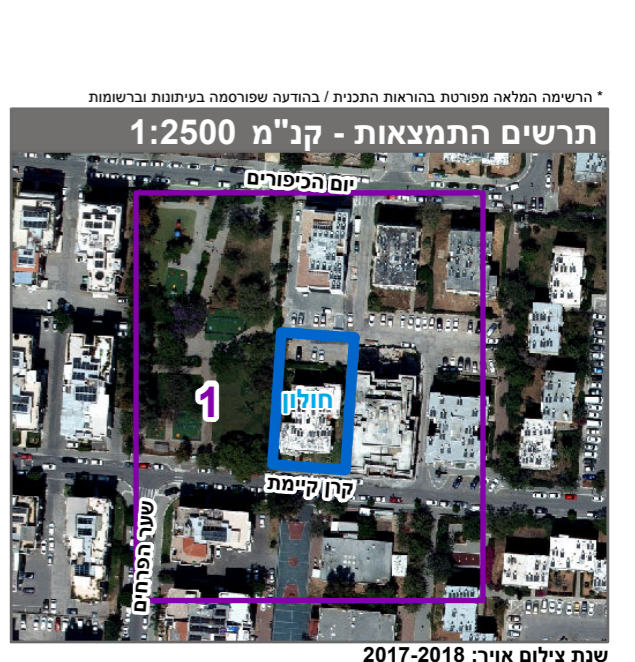 * הרשימה המלאה מפורטת בהוראות התכנית / בהודעה שפורסמה בעיתונות וברשומות
תרשים התמצאות - קנ"מ 1:2500
יום הכיפורים
1
חולון
קרן קיימת
שער הפרחים
שנת צילום אויר: 2017-2018